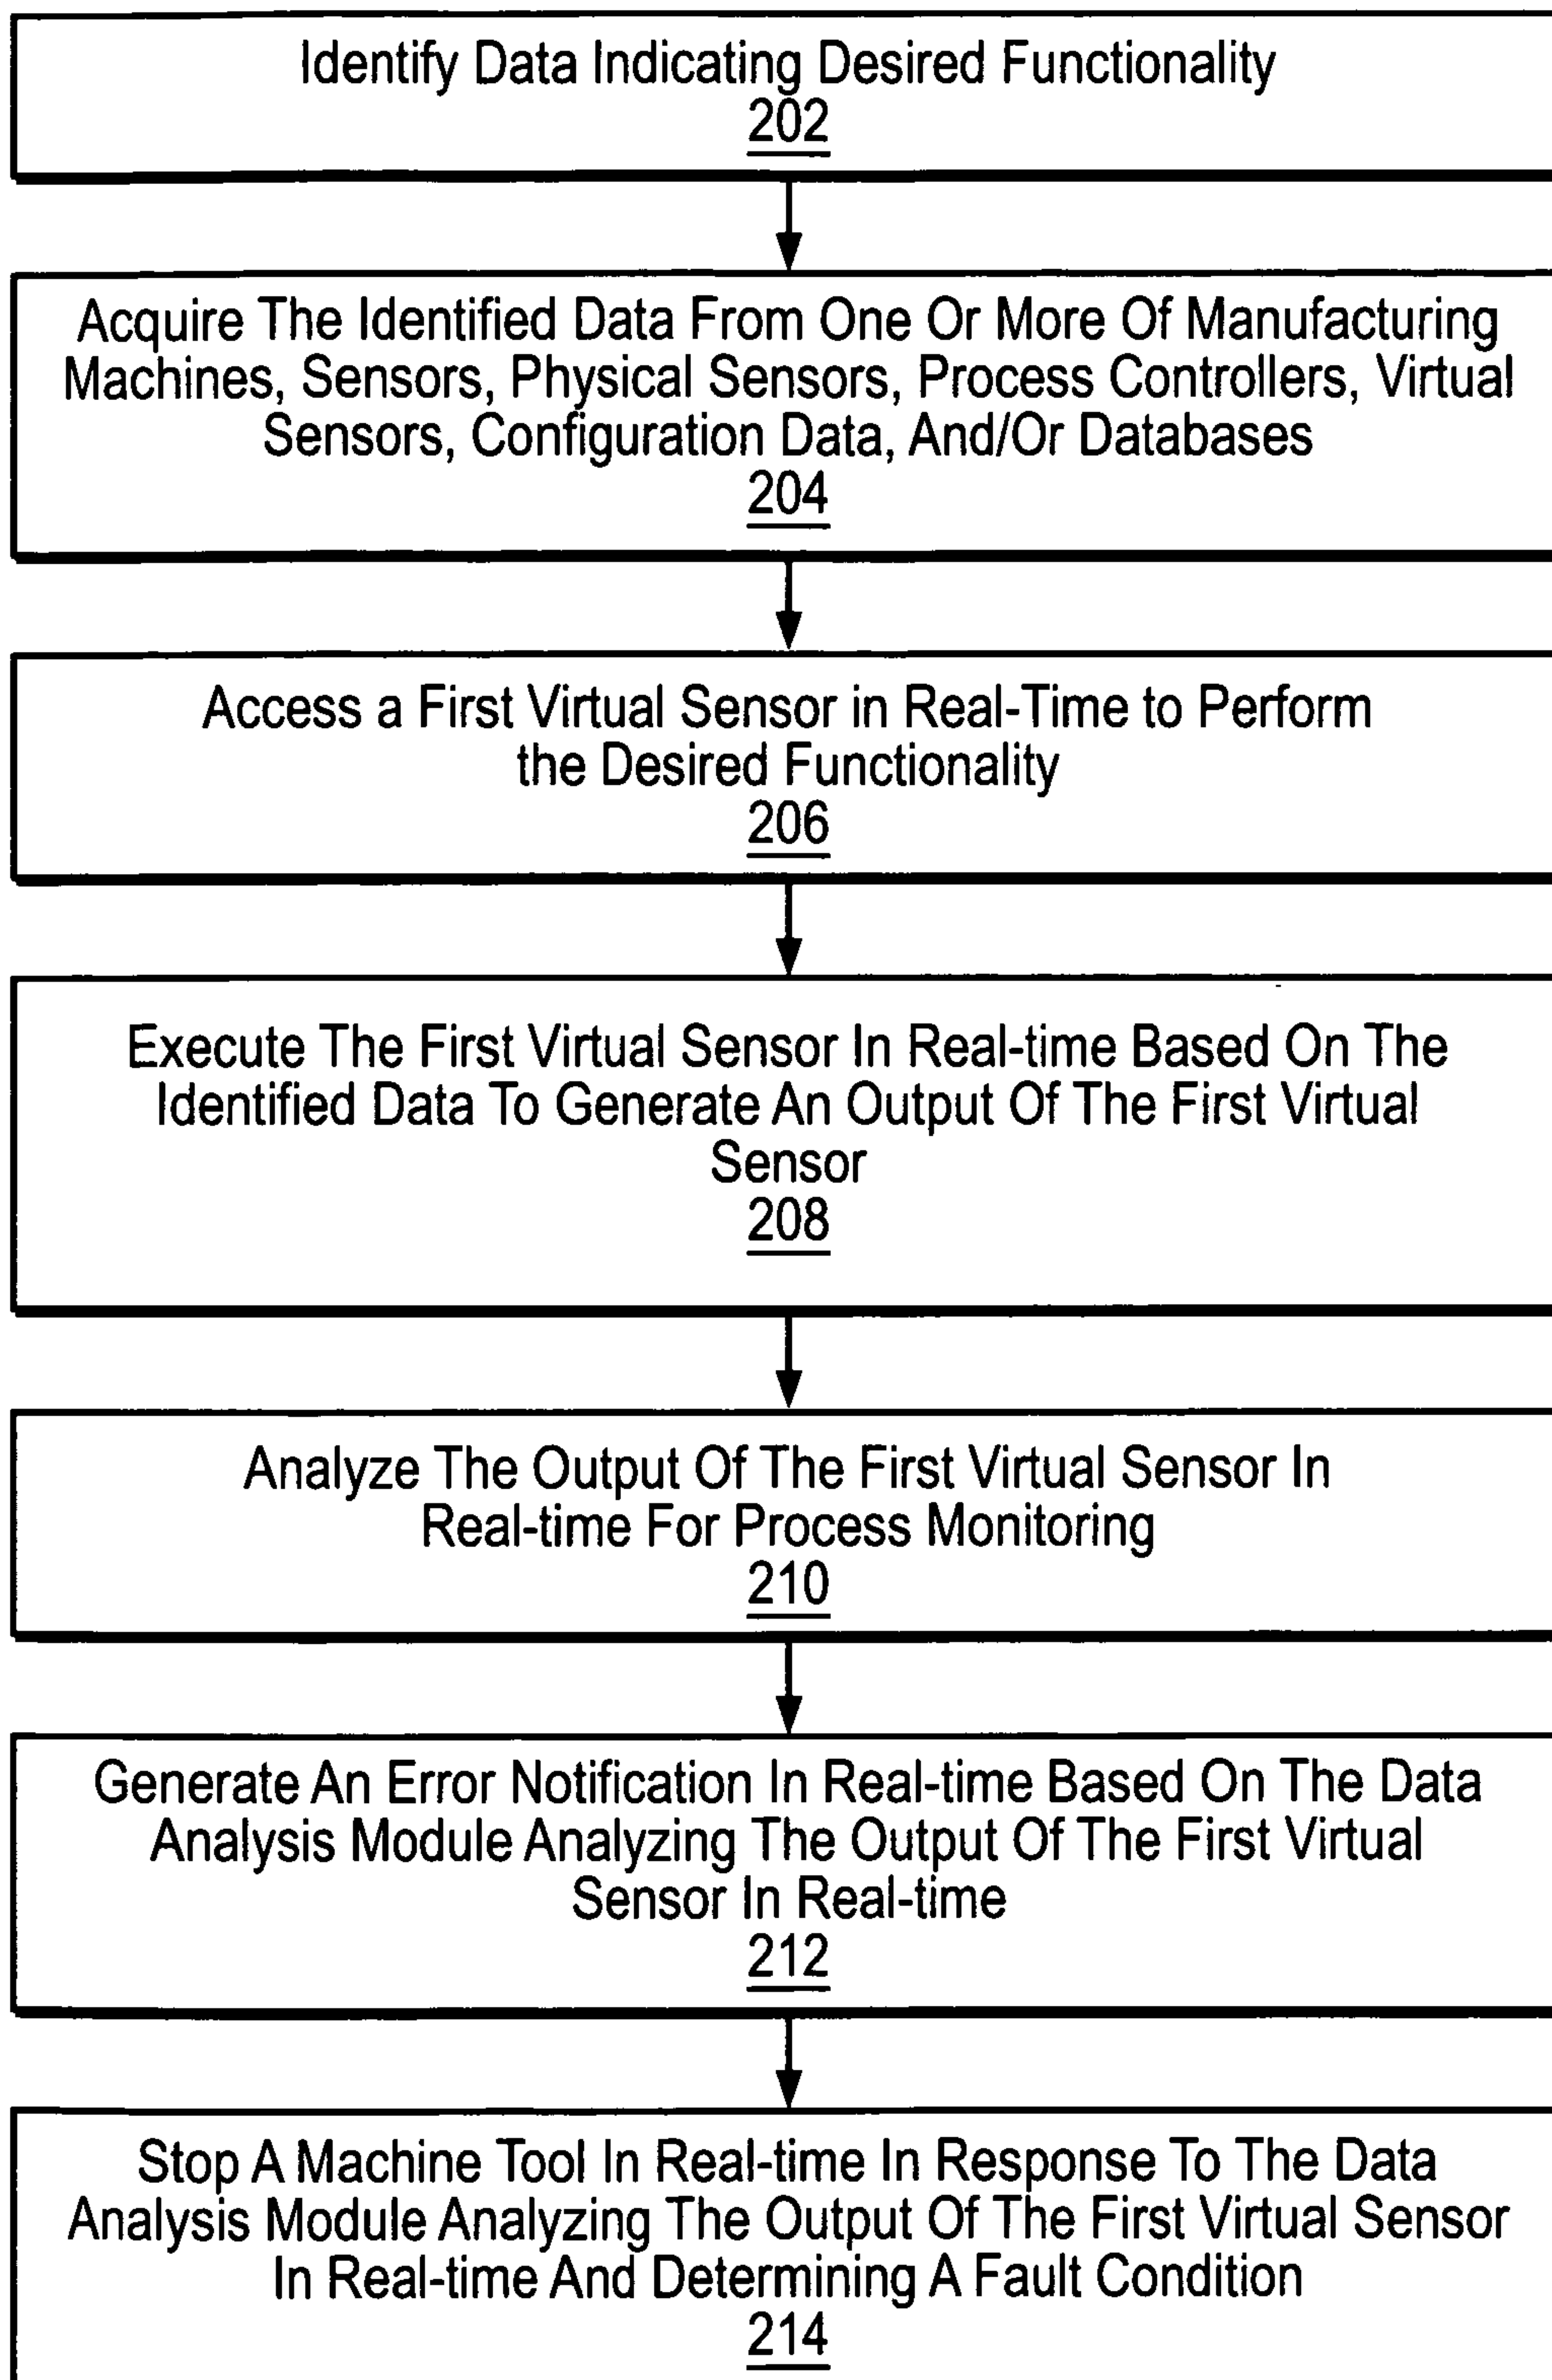 Identify Data Indicating Desired Functionality
202
Acquire The Identified Data From One Or More Of Manufacturing
Machines, Sensors, Physical Sensors, Process Controllers, Virtual
Sensors, Configuration Data, And/Or Databases
204
Access a First Virtual Sensor in Real-Time to Perform
the Desired Functionality
206
Execute The First Virtual Sensor In Real-time Based On The
Identified Data To Generate An Output Of The First Virtual
Sensor
208
Analyze The Output Of The First Virtual Sensor In
Real-time For Process Monitoring
210
Generate An Error Notification In Real-time Based On The Data
Analysis Module Analyzing The Output Of The First Virtual
Sensor In Real-time
212
Stop A Machine Tool In Real-time In Response To The Data
Analysis Module Analyzing The Output Of The First Virtual Sensor
In Real-time And Determining A Fault Condition
214